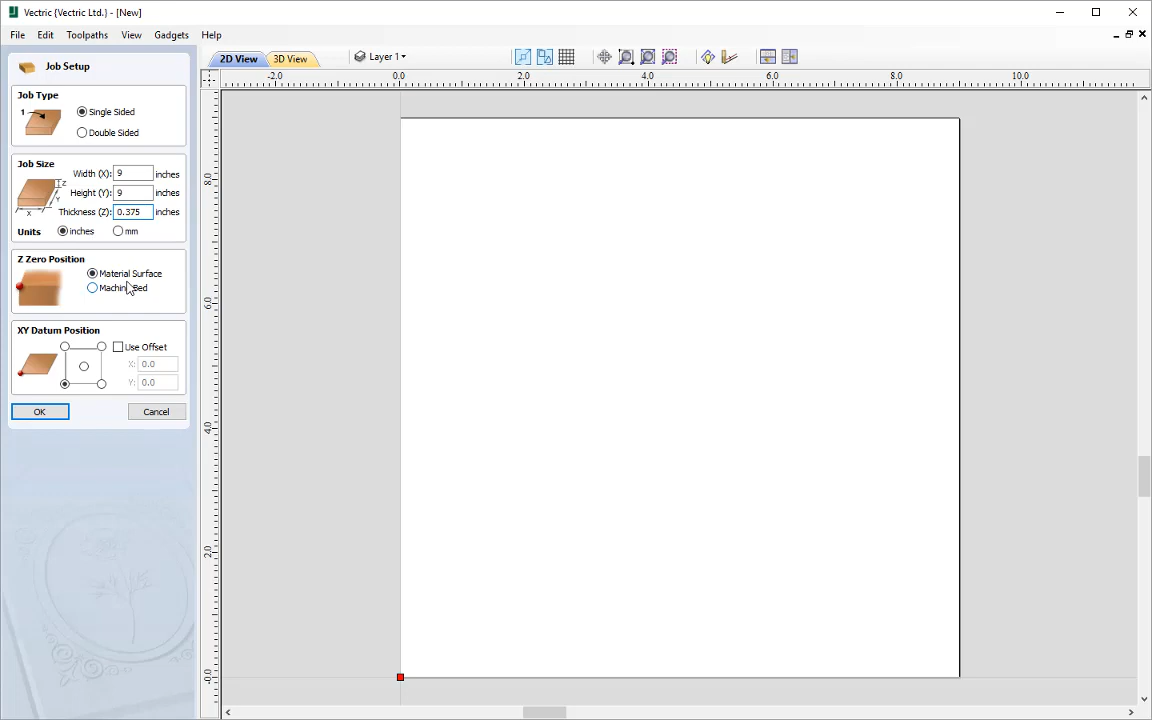 Vectric {Vectric Ltd.} - [New]
File Edit Toolpaths View Gadgets Help
2D View 3D View Layer 1
Job Setup
-2.0 0.0 2.0 4.0 6.0 8.0 10.0
Job Type
1
Single Sided
Double Sided
Job Size
Width (X): 9 inches
Z
Y
X
Height (Y): 9 inches
Thickness (Z): 0.375 inches
Units inches mm
Z Zero Position
Material Surface
Machine Bed
XY Datum Position
Use Offset
X: 0.0
Y: 0.0
OK Cancel
8.0
6.0
4.0
2.0
-0.0